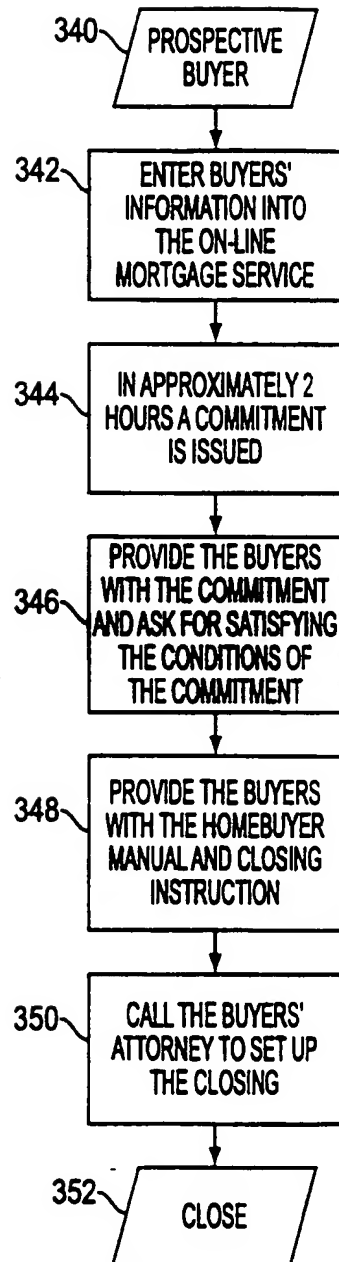 340
PROSPECTIVE
BUYER
342
ENTER BUYERS'
INFORMATION INTO
THE ON-LINE
MORTGAGE SERVICE
344
IN APPROXIMATELY 2
HOURS A COMMITMENT
IS ISSUED
346
PROVIDE THE BUYERS
WITH THE COMMITMENT
AND ASK FOR SATISFYING
THE CONDITIONS OF
THE COMMITMENT
348
PROVIDE THE BUYERS
WITH THE HOMEBUYER
MANUAL AND CLOSING
INSTRUCTION
350
CALL THE BUYERS'
ATTORNEY TO SET UP
THE CLOSING
352
CLOSE